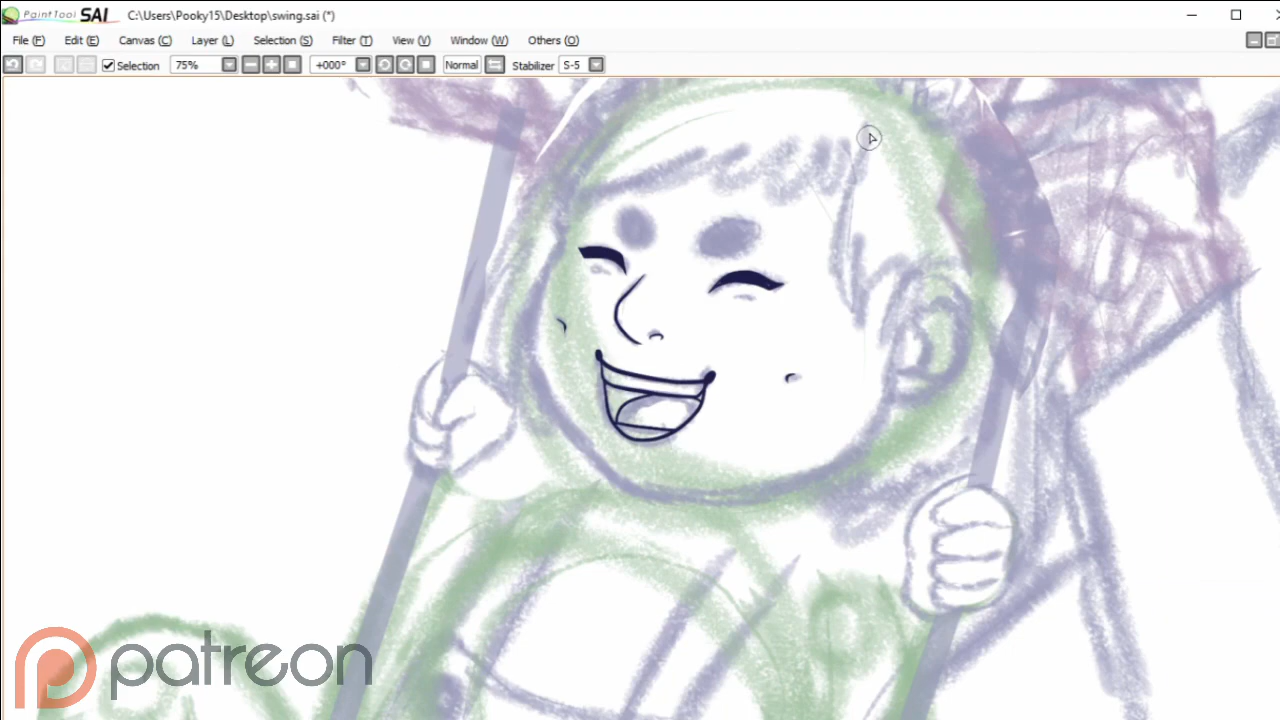 PaintTool SAI C:\Users\Pooky15\Desktop\swing.sai (*)
File (F) Edit (E) Canvas (C) Layer (L) Selection (S) Filter (T) View (V) Window (W) Others (O)
Selection 75% +000° Normal Stabilizer S-5
patreon